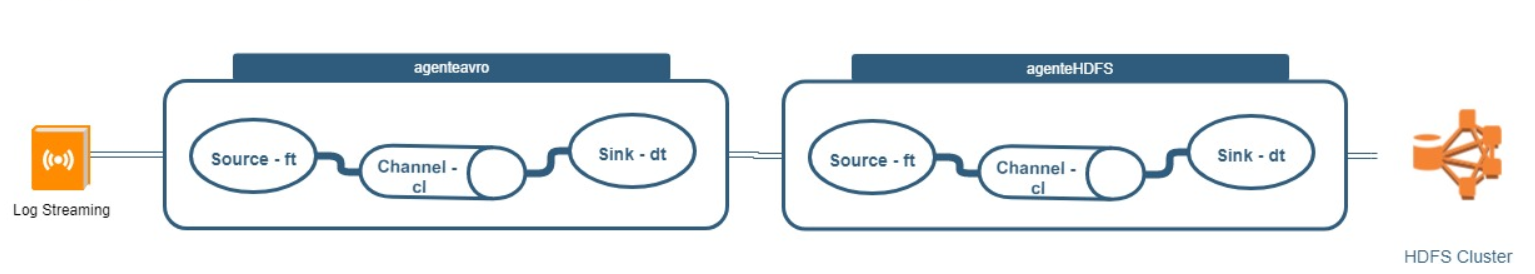 agenteavro
agenteHDFS
Source - ft
Channel -
cl
Sink - dt
Source - ft
Channel -
cl
Sink - dt
Log Streaming
HDFS Cluster